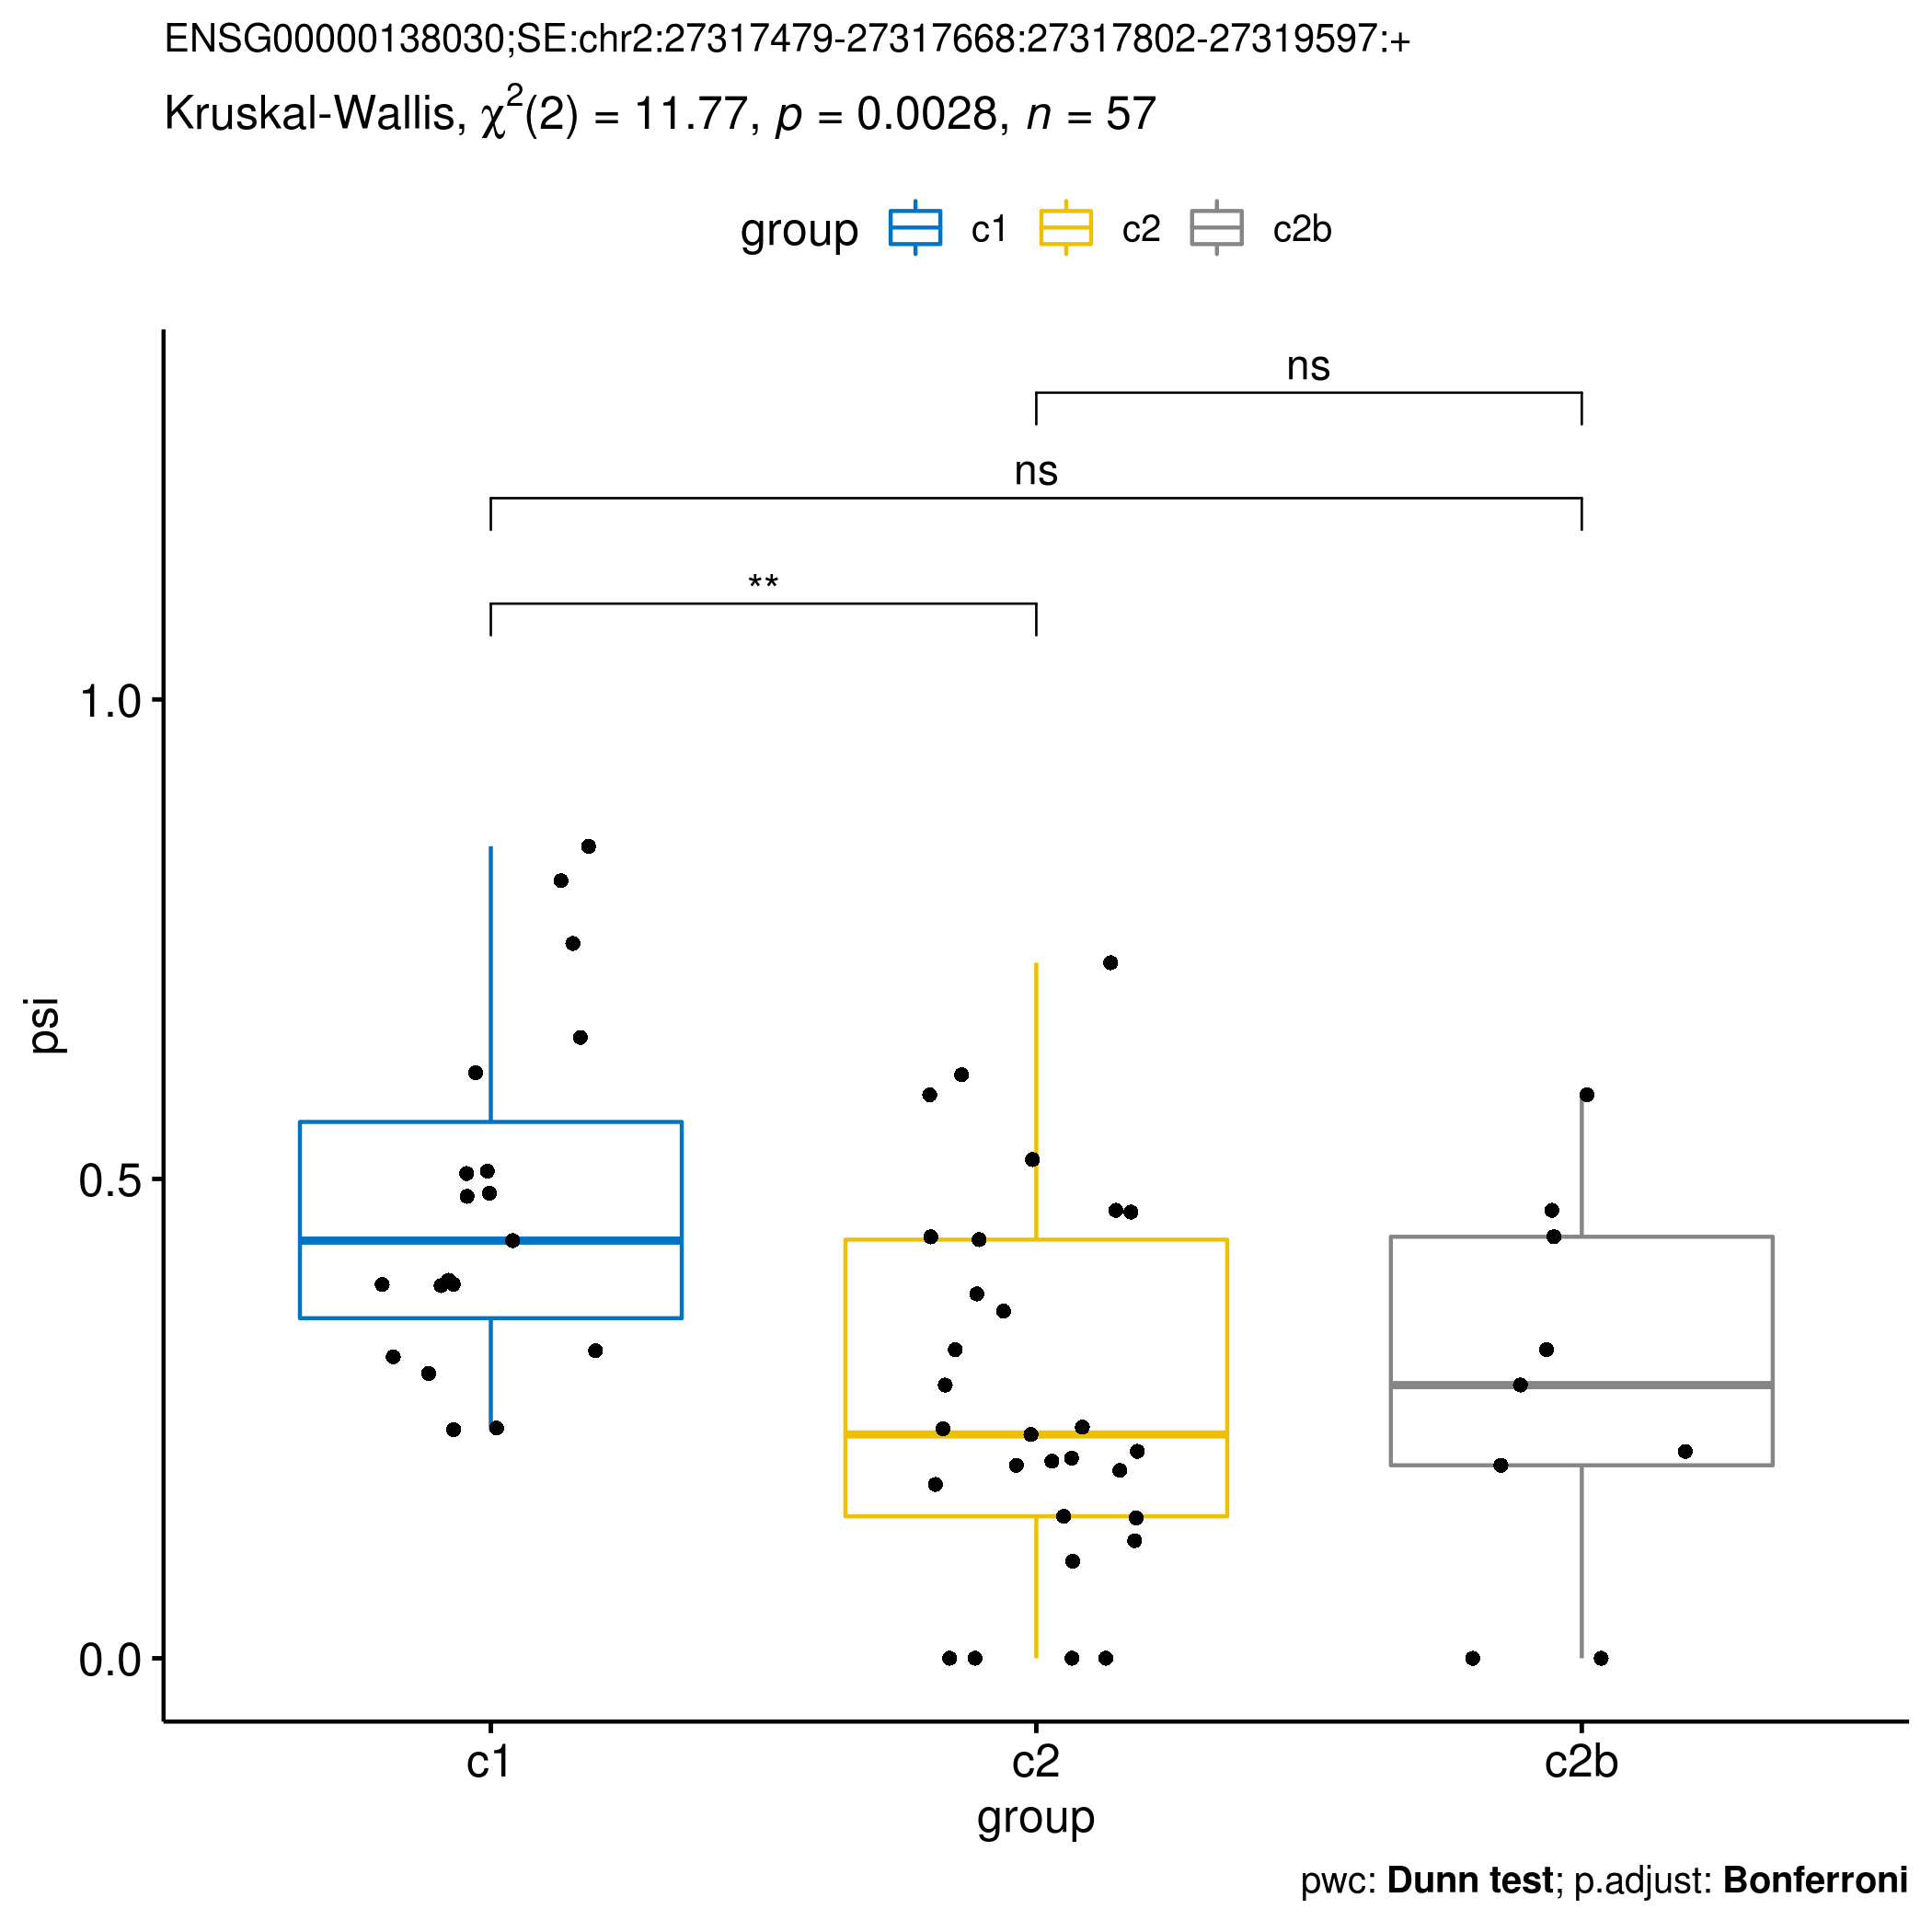 ENSG00000138030;SE:chr2:27317479-27317668:27317802-27319597:+
Kruskal-Wallis, χ²(2) = 11.77, p = 0.0028, n = 57
group c1 c2 c2b
ns
ns
**
1.0
0.5
0.0
psi
c1 c2 c2b
group
pwc: Dunn test; p.adjust: Bonferroni